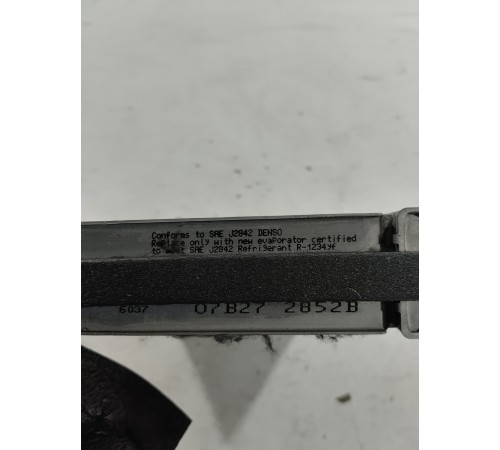 Conforms to SAE J2842 DENSO
Replace only with new evaporator certified
to meet SAE J2842 Refrigerant R-1234yf
6037 07B27 2852B